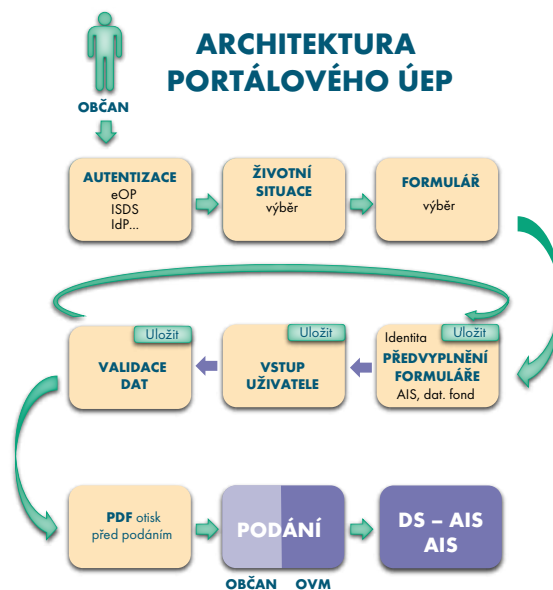 ARCHITEKTURA
PORTÁLOVÉHO ÚEP
OBČAN
AUTENTIZACE
eOP
ISDS
IdP...
ŽIVOTNÍ
SITUACE
výběr
FORMULÁŘ
výběr
Uložit
VALIDACE
DAT
Uložit
VSTUP
UŽIVATELE
Identita
Uložit
PŘEDVYPLNĚNÍ
FORMULÁŘE
AIS, dat. fond
PDF otisk
před podáním
PODÁNÍ
OBČAN
OVM
DS – AIS
AIS